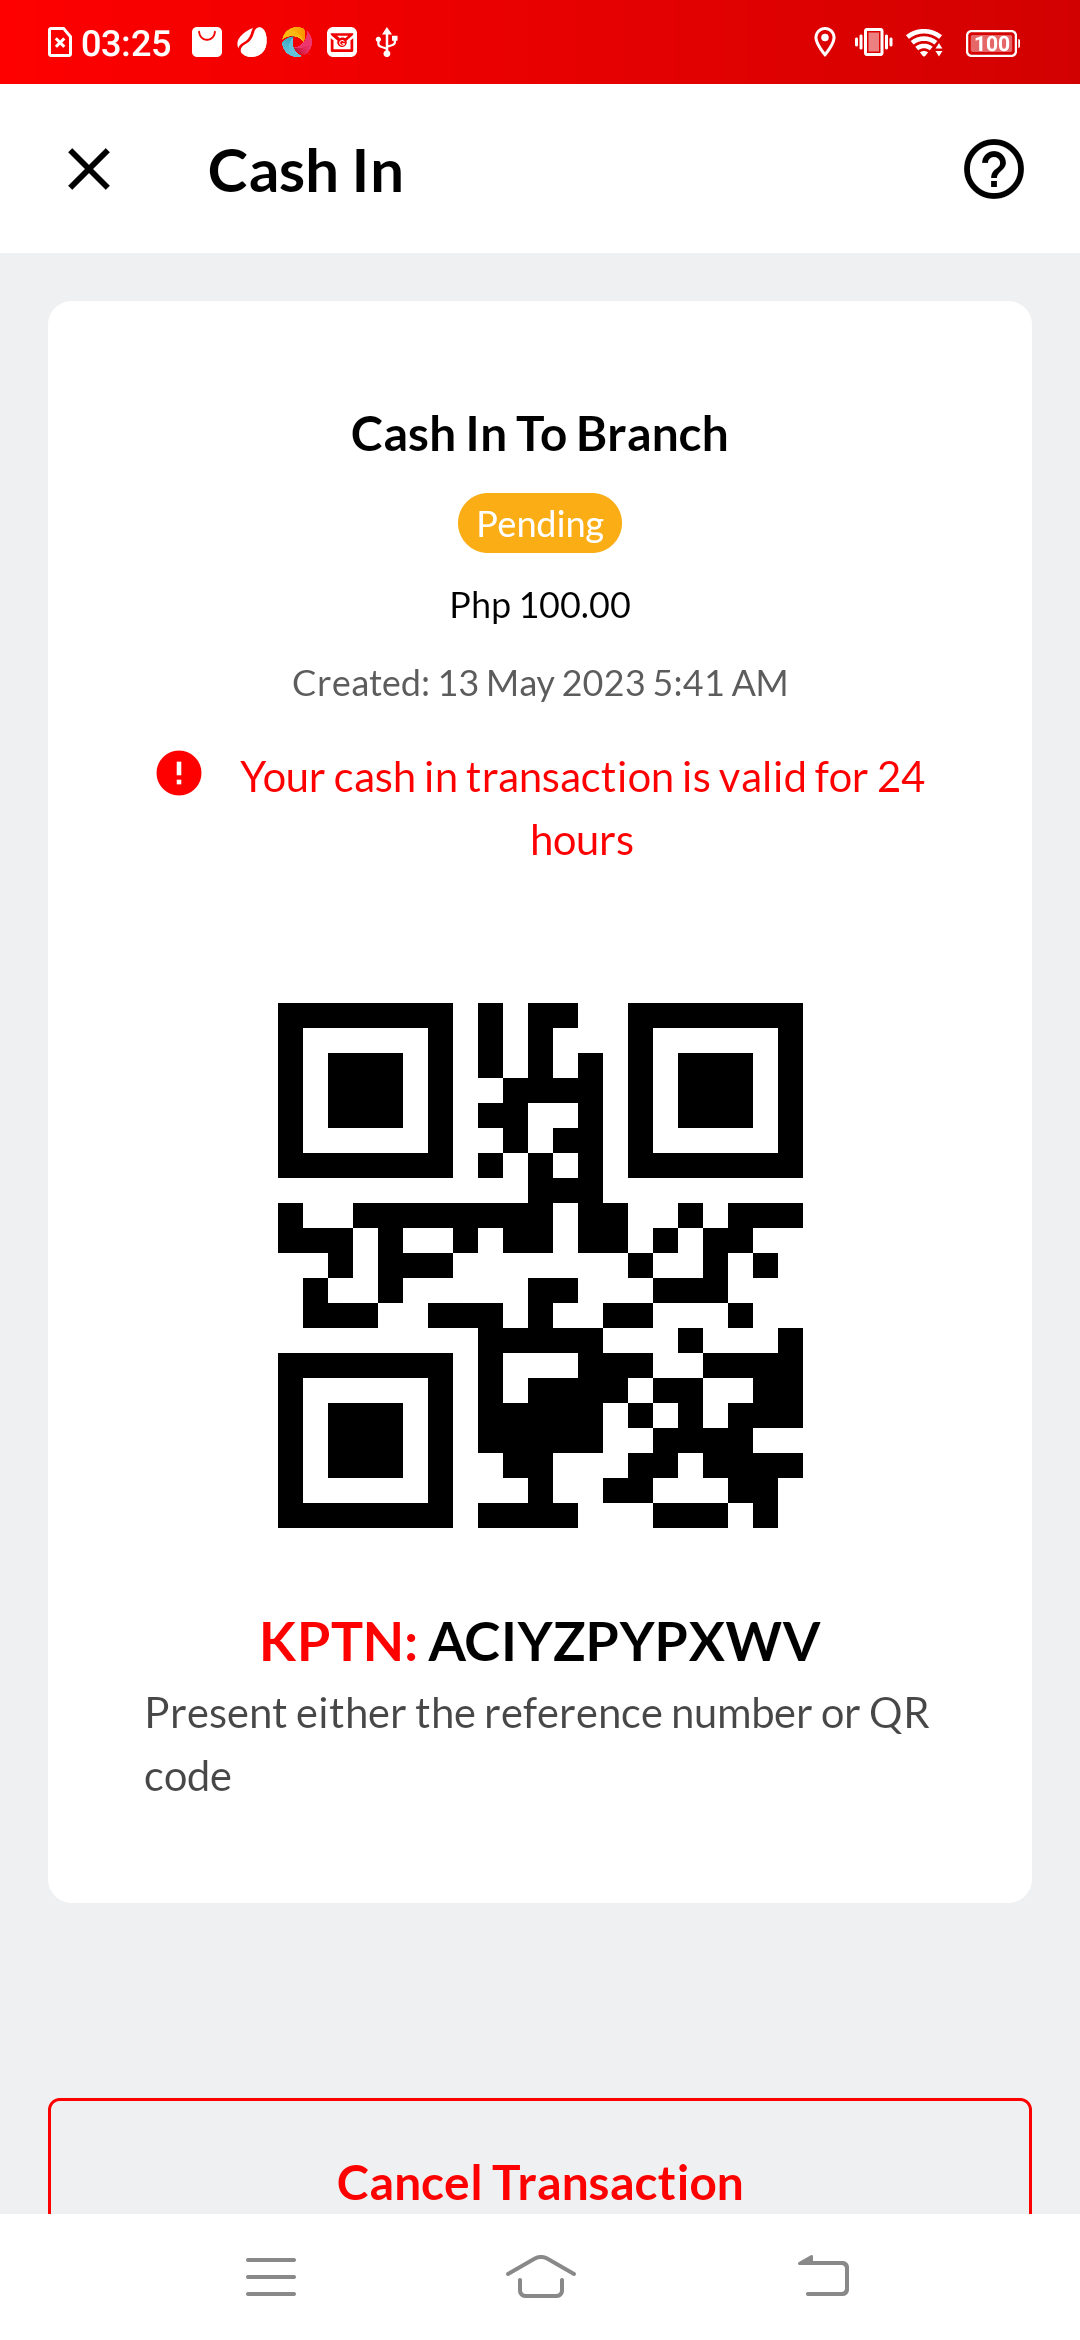 03:25
100
Cash In
Cash In To Branch
Pending
Php 100.00
Created: 13 May 2023 5:41 AM
Your cash in transaction is valid for 24
hours
KPTN: ACIYZPYPXWV
Present either the reference number or QR
code
Cancel Transaction